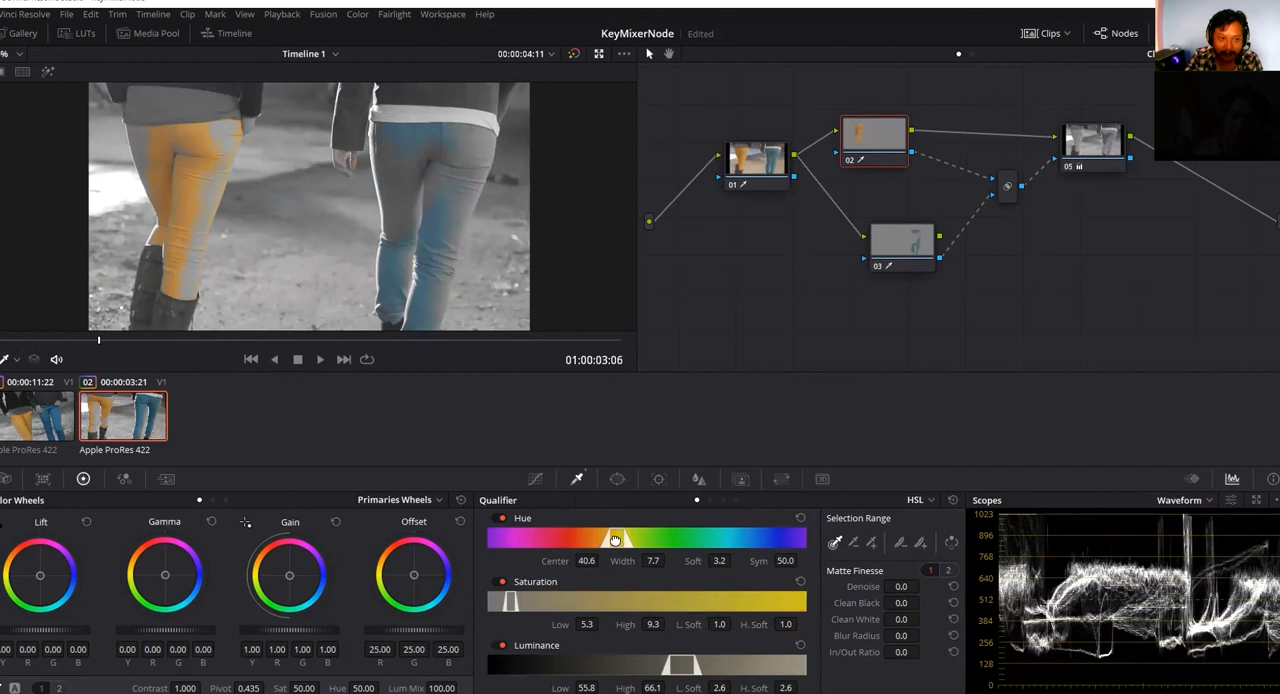 Vinci Resolve File Edit Trim Timeline Clip Mark View Playback Fusion Color Fairlight Workspace Help
Gallery LUTs Media Pool Timeline KeyMixerNode Edited Clips Nodes
% Timeline 1 00:00:04:11
02
01
05
03
01:00:03:06
00:00:11:22 V1 02 00:00:03:21 V1
ple ProRes 422 Apple ProRes 422
lor Wheels Primaries Wheels Qualifier HSL Scopes Waveform
Lift Gamma Gain Offset
Hue
Center 40.6 Width 7.7 Soft 3.2 Sym 50.0
Saturation
Low 5.3 High 9.3 L. Soft 1.0 H. Soft 1.0
Luminance
Low 55.8 High 66.1 L. Soft 2.6 H. Soft 2.6
0.00 0.00 0.00 0.00 0.00 0.00 0.00 1.00 1.00 1.00 1.00 25.00 25.00 25.00
Y R G B Y R G B Y R G B R G B
A 1 2 Contrast 1.000 Pivot 0.435 Sat 50.00 Hue 50.00 Lum Mix 100.00
Selection Range
Matte Finesse 1 2
Denoise 0.0
Clean Black 0.0
Clean White 0.0
Blur Radius 0.0
In/Out Ratio 0.0
1023
896
768
640
512
384
256
128
0